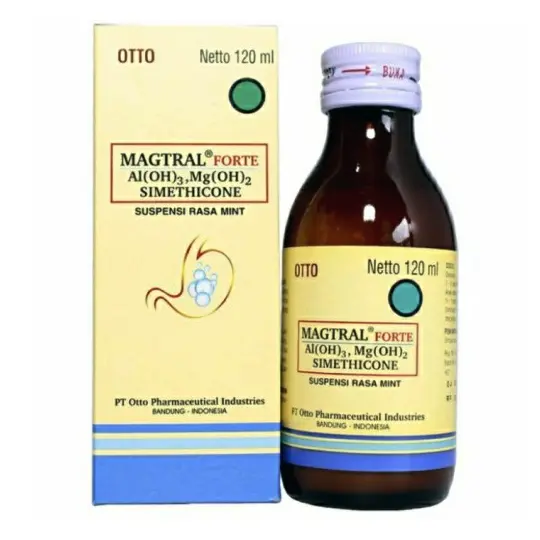 OTTO
Netto 120 ml
MAGTRAL® FORTE
Al(OH)₃,Mg(OH)₂
SIMETHICONE
SUSPENSI RASA MINT
PT Otto Pharmaceutical Industries
BANDUNG - INDONESIA
BUKA
OTTO
Netto 120 ml
MAGTRAL® FORTE
Al(OH)₃, Mg(OH)₂
SIMETHICONE
SUSPENSI RASA MINT
PT Otto Pharmaceutical Industries
BANDUNG - INDONESIA